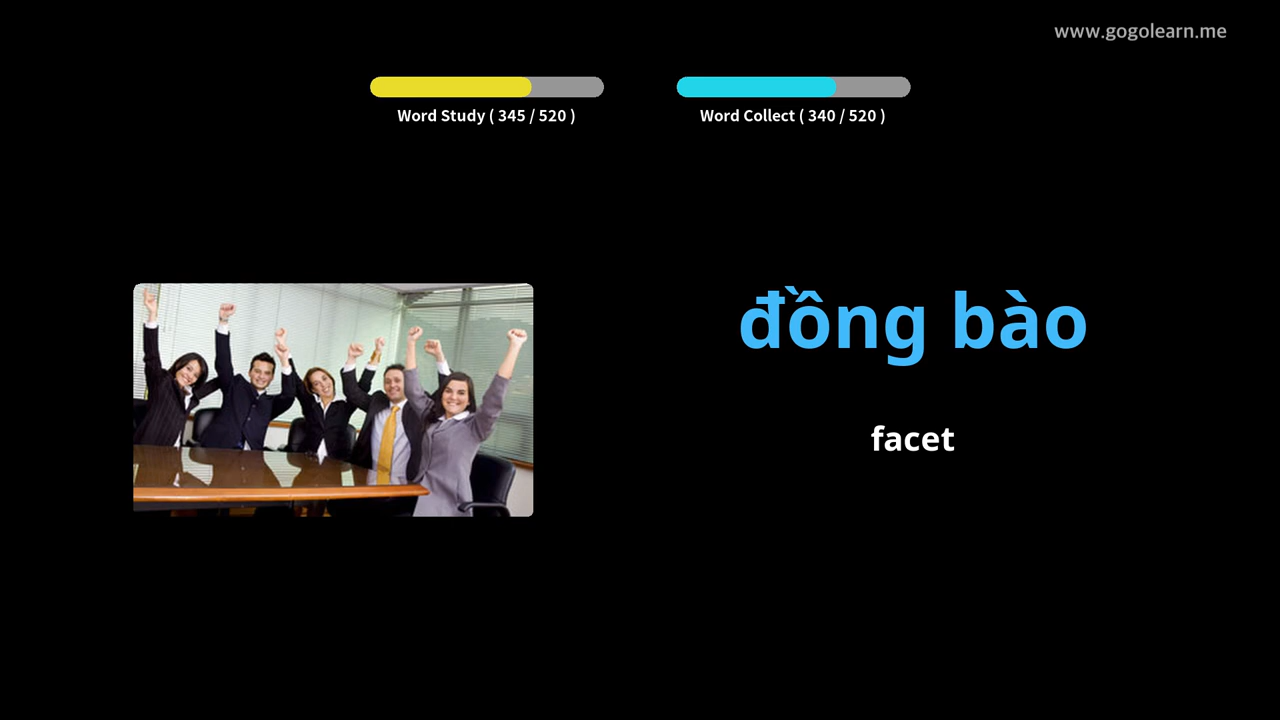 www.gogolearn.me
Word Study ( 345 / 520 )
Word Collect ( 340 / 520 )
đồng bào
facet